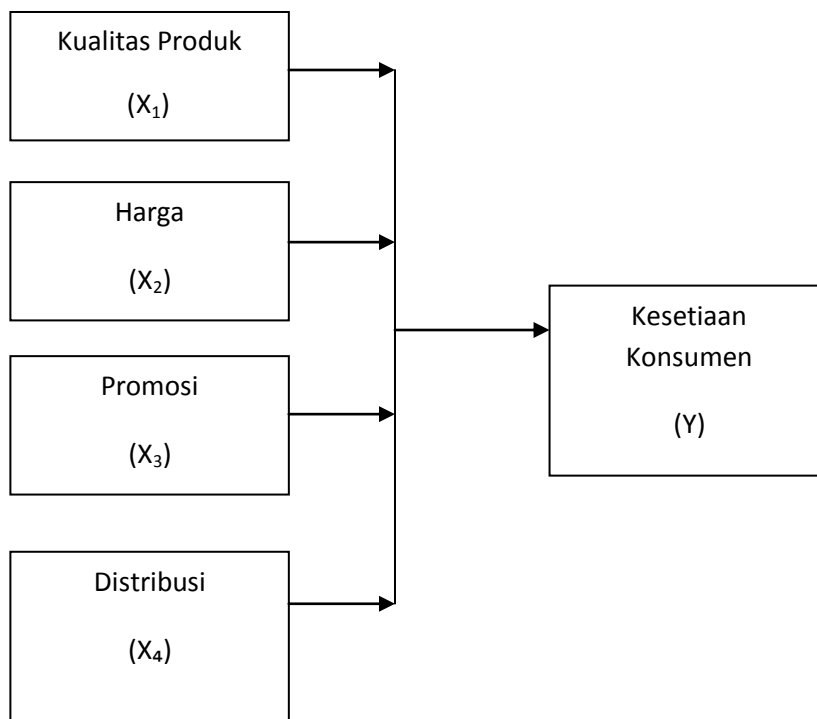 Kualitas Produk
(X₁)
Harga
(X₂)
Promosi
(X₃)
Distribusi
(X₄)
Kesetiaan
Konsumen
(Y)